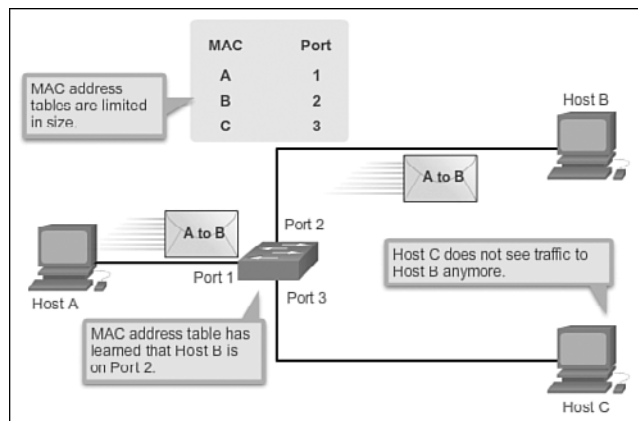 MAC Port
A 1
B 2
C 3
MAC address
tables are limited
in size.
Host B
A to B
A to B
Port 2
Port 1
Host A
Port 3
Host C does not see traffic to
Host B anymore.
MAC address table has
learned that Host B is
on Port 2.
Host C